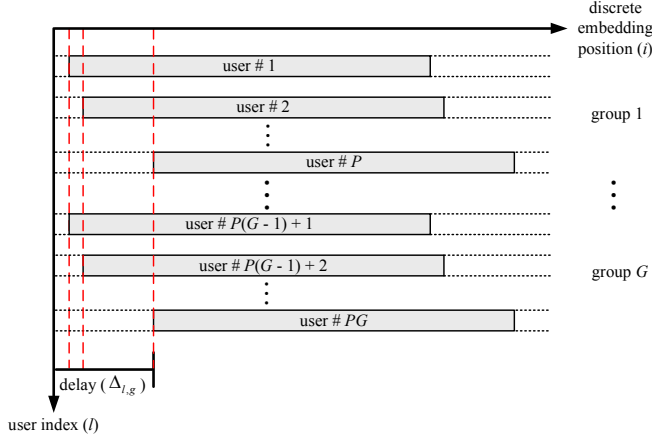 discrete
embedding
position (i)
user # 1
user # 2
group 1
⋮
user # P
⋮
⋮
user # P(G - 1) + 1
user # P(G - 1) + 2
group G
⋮
user # PG
delay ( Δl,g )
user index (l)